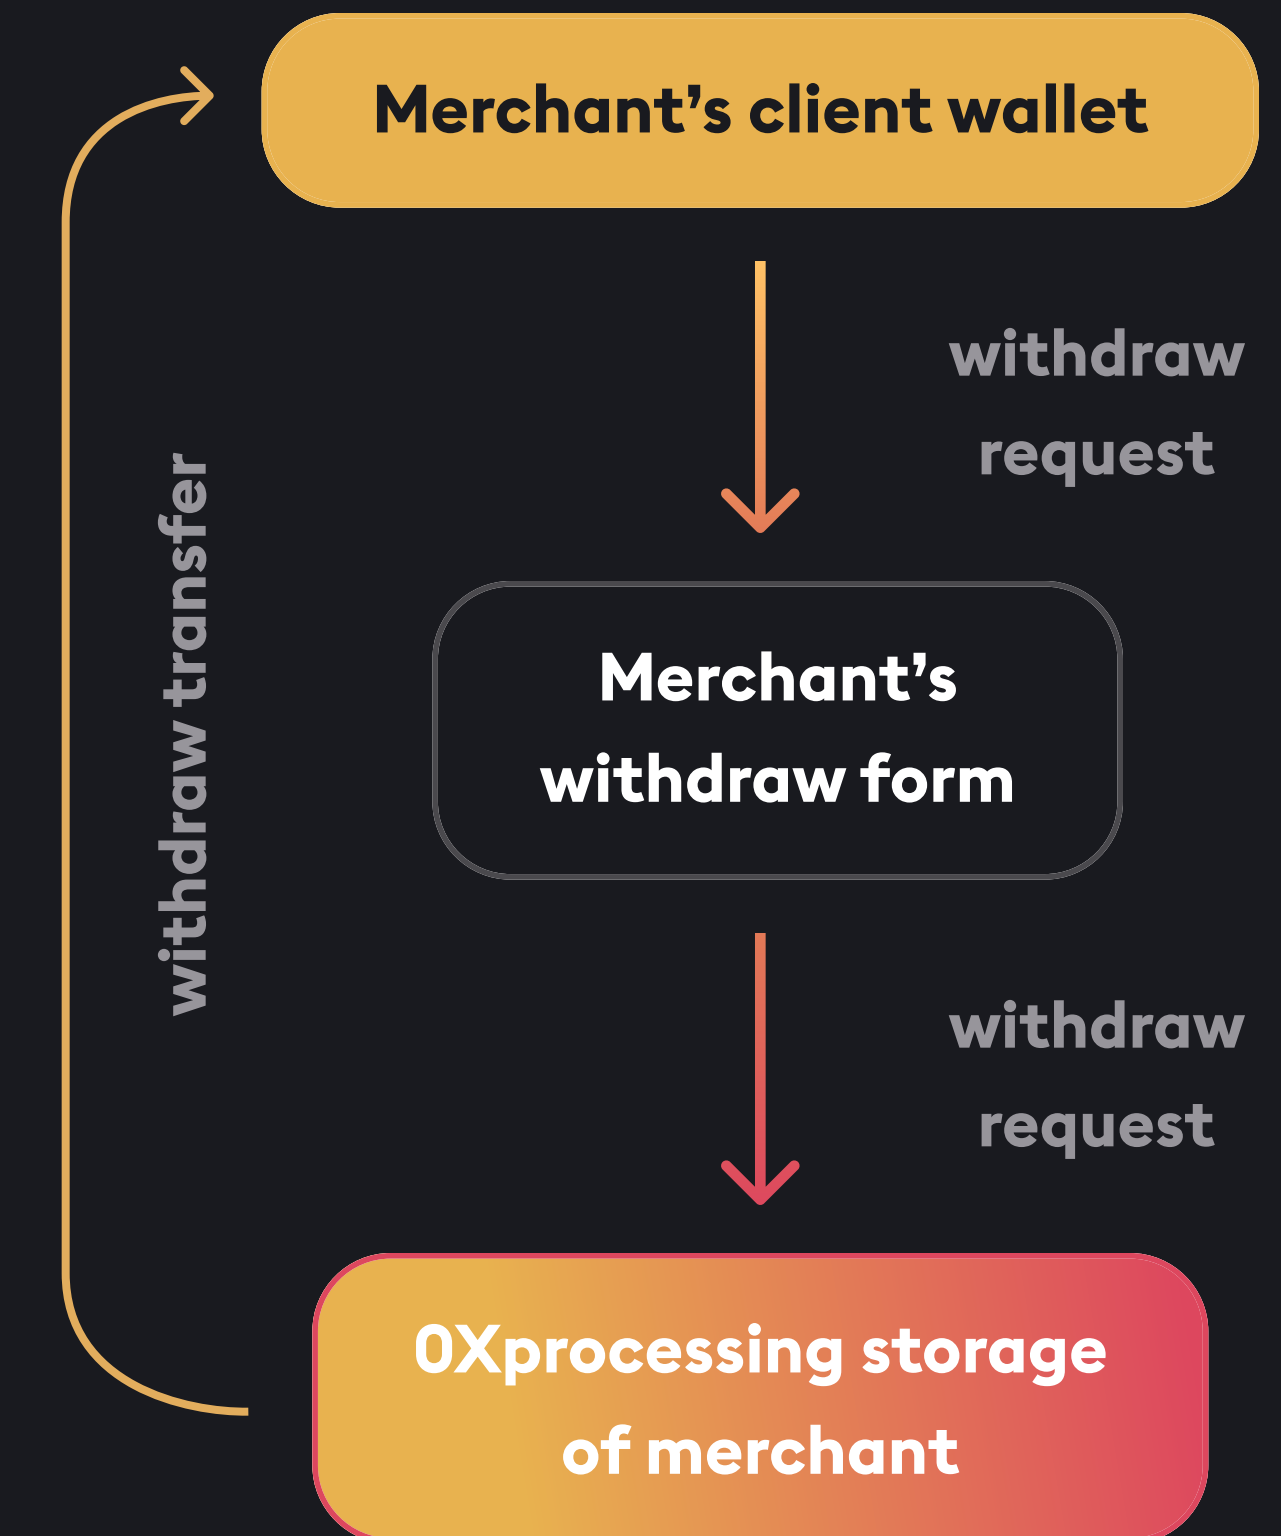 Merchant’s client wallet
withdraw
request
withdraw transfer
Merchant’s
withdraw form
withdraw
request
0Xprocessing storage
of merchant